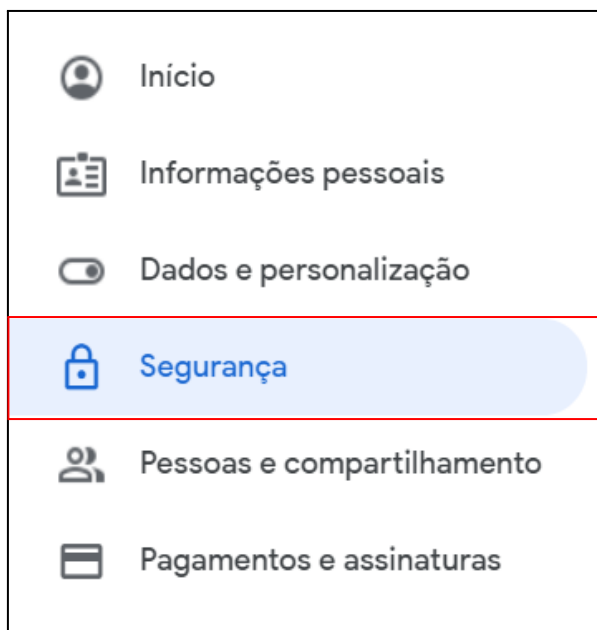 Início
Informações pessoais
Dados e personalização
Segurança
Pessoas e compartilhamento
Pagamentos e assinaturas